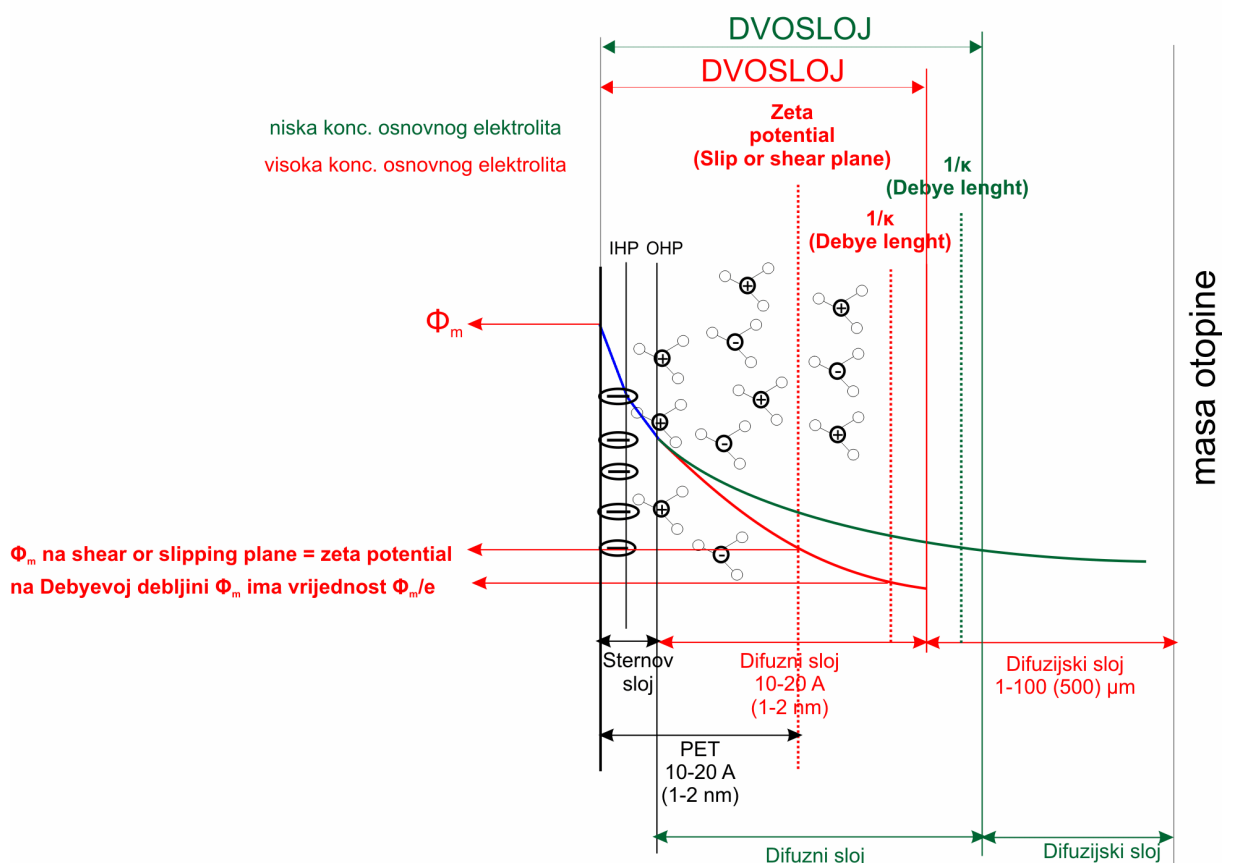 DVOSLOJ
DVOSLOJ
niska konc. osnovnog elektrolita
visoka konc. osnovnog elektrolita
Zeta
potential
(Slip or shear plane)
1/κ
(Debye lenght)
1/κ
(Debye lenght)
IHP OHP
Φm
masa otopine
Φm na shear or slipping plane = zeta potential
na Debyevoj debljini Φm ima vrijednost Φm/e
Sternov
sloj
Difuzni sloj
10-20 A
(1-2 nm)
Difuzijski sloj
1-100 (500) µm
PET
10-20 A
(1-2 nm)
Difuzni sloj
Difuzijski sloj